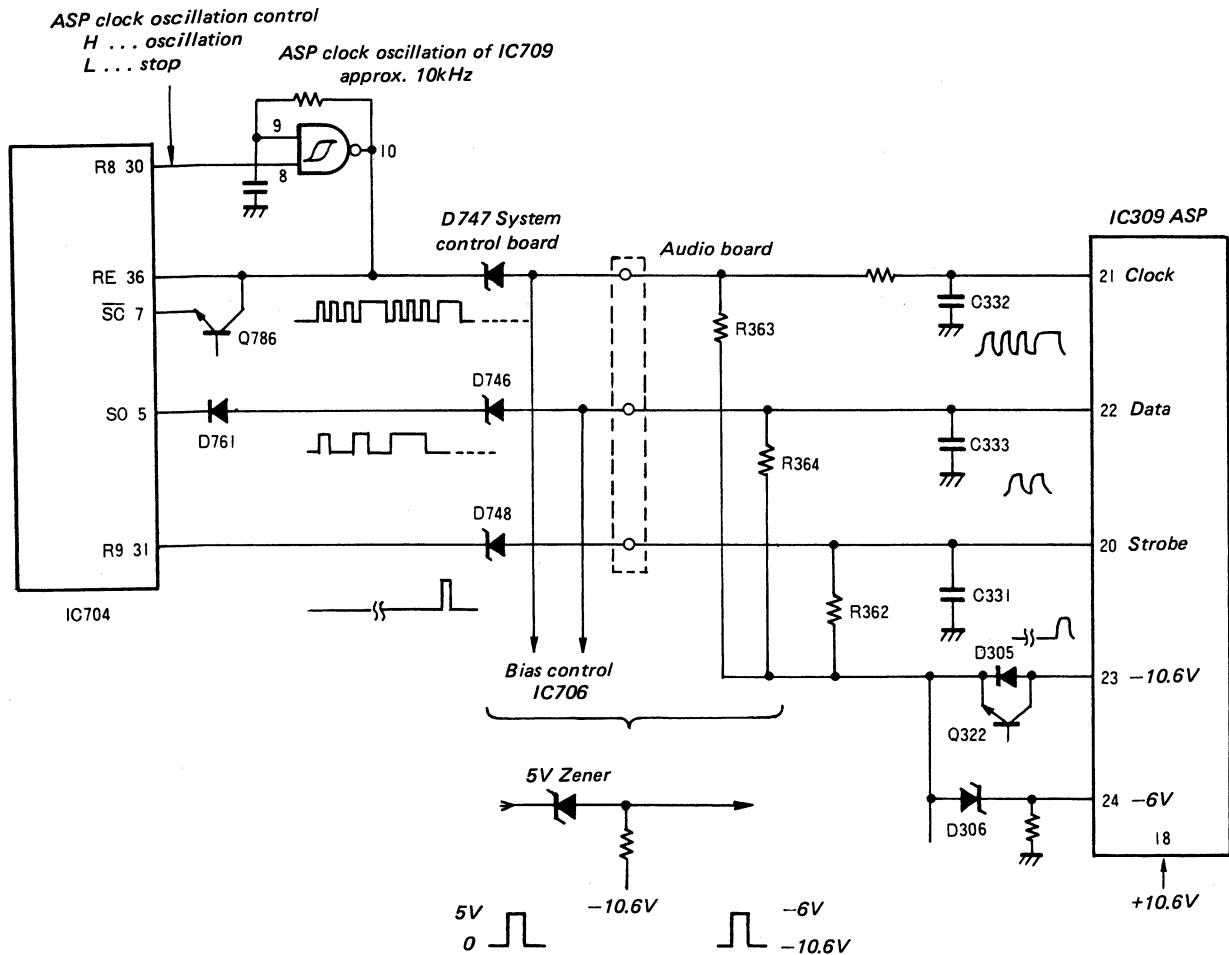 ASP clock oscillation control
H ... oscillation
L ... stop
ASP clock oscillation of IC709
approx. 10kHz
9
8
10
R8 30
D747 System
control board
Audio board
IC309 ASP
RE 36
21 Clock
SC 7
Q786
R363
C332
D746
SO 5
D761
22 Data
R364
C333
D748
R9 31
20 Strobe
IC704
R362
C331
D305
Bias control
IC706
23 −10.6V
Q322
5V Zener
24 −6V
D306
18
−10.6V
+10.6V
5V
0
−6V
−10.6V